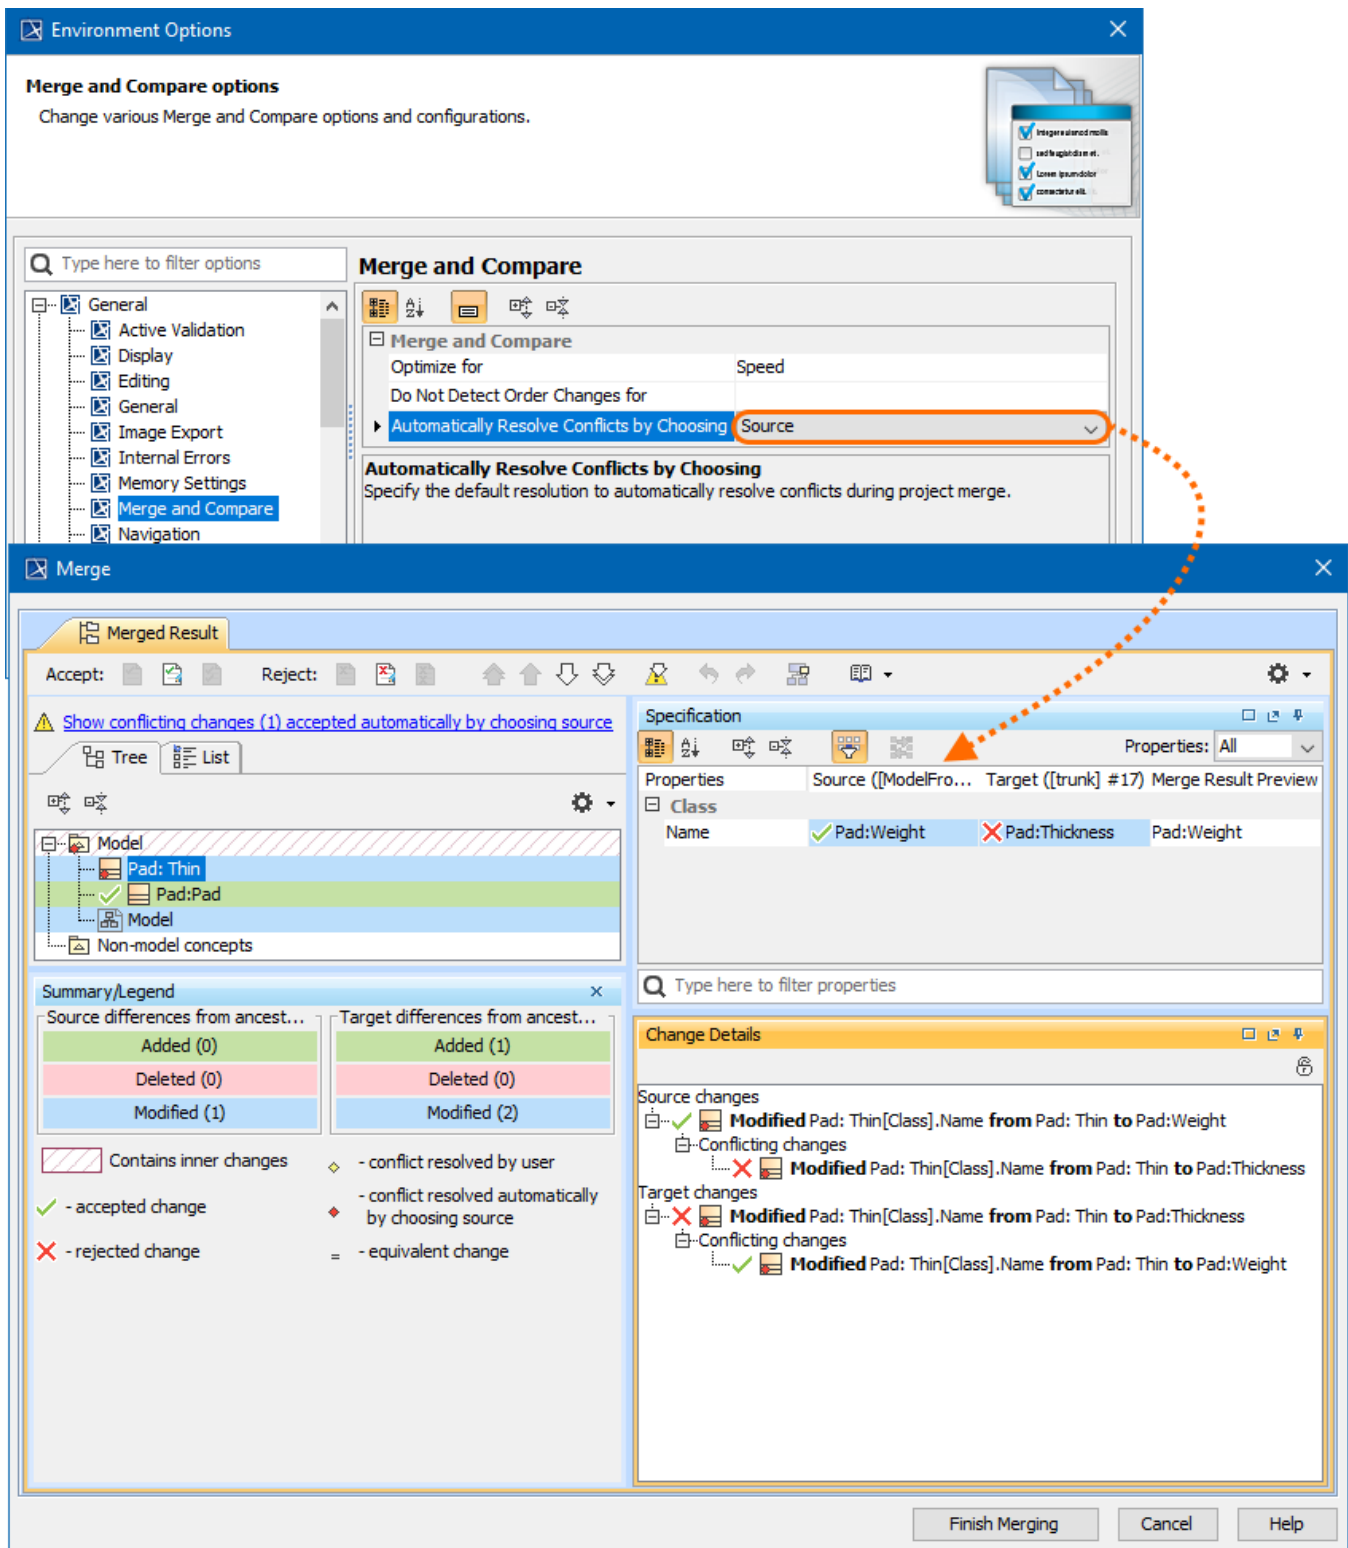 Environment Options
Merge and Compare options
Change various Merge and Compare options and configurations.
Lorem ipsum dolor
Type here to filter options
General
Active Validation
Display
Editing
General
Image Export
Internal Errors
Memory Settings
Merge and Compare
Navigation
Merge and Compare
Merge and Compare
Optimize for Speed
Do Not Detect Order Changes for
Automatically Resolve Conflicts by Choosing Source
Automatically Resolve Conflicts by Choosing
Specify the default resolution to automatically resolve conflicts during project merge.
Merge
Merged Result
Accept: Reject:
Show conflicting changes (1) accepted automatically by choosing source
Tree List
Model
Pad: Thin
Pad:Pad
Model
Non-model concepts
Summary/Legend
Source differences from ancest... Target differences from ancest...
Added (0) Added (1)
Deleted (0) Deleted (0)
Modified (1) Modified (2)
Contains inner changes - conflict resolved by user
- accepted change - conflict resolved automatically
by choosing source
- rejected change = - equivalent change
Specification
Properties: All
Properties Source ([ModelFro... Target ([trunk] #17) Merge Result Preview
Class
Name Pad:Weight Pad:Thickness Pad:Weight
Type here to filter properties
Change Details
Source changes
Modified Pad: Thin[Class].Name from Pad: Thin to Pad:Weight
Conflicting changes
Modified Pad: Thin[Class].Name from Pad: Thin to Pad:Thickness
Target changes
Modified Pad: Thin[Class].Name from Pad: Thin to Pad:Thickness
Conflicting changes
Modified Pad: Thin[Class].Name from Pad: Thin to Pad:Weight
Finish Merging Cancel Help